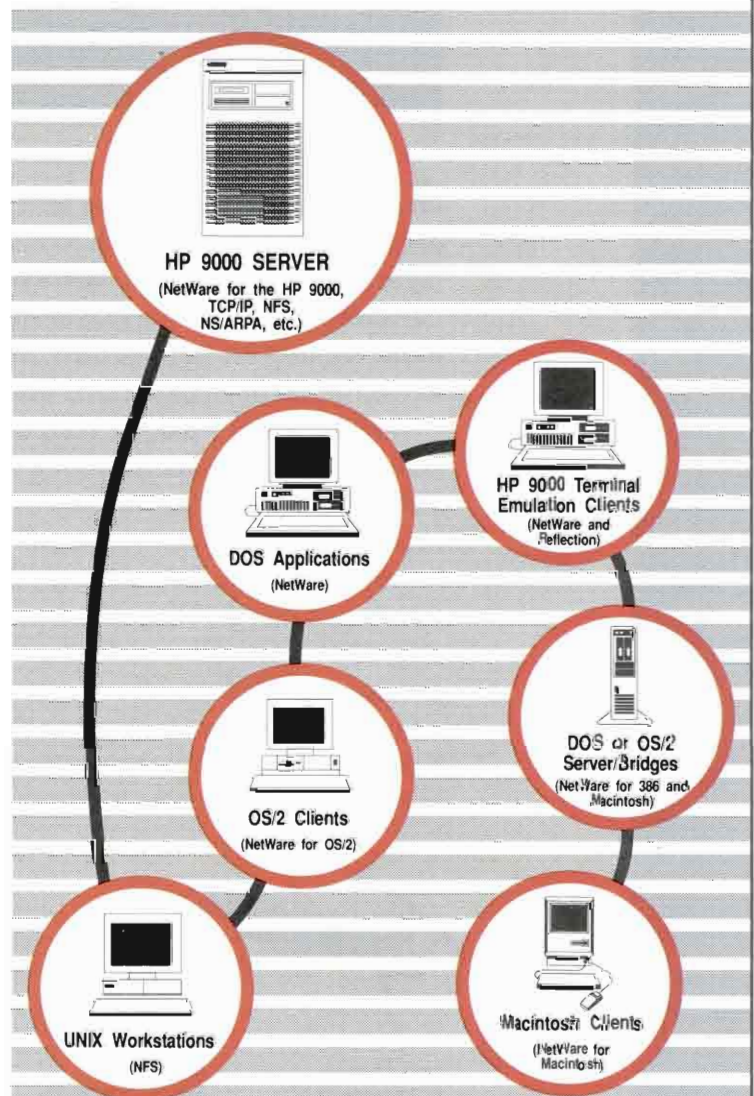 HP 9000 SERVER
(NetWare for the HP 9000,
TCP/IP, NFS,
NS/ARPA, etc.)
HP 9000 Terminal
Emulation Clients
(NetWare and
Reflection)
DOS Applications
(NetWare)
DOS or OS/2
Server/Bridges
(NetWare for 386 and
Macintosh)
OS/2 Clients
(NetWare for OS/2)
UNIX Workstations
(NFS)
Macintosh Clients
(NetWare for
Macintosh)